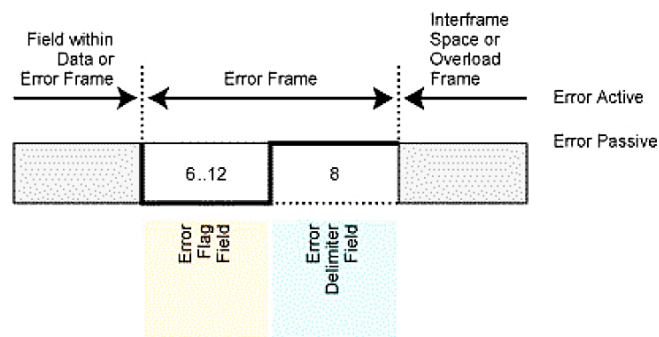 Field within
Data or
Error Frame
Error Frame
Interframe
Space or
Overload
Frame
Error Active
Error Passive
6..12
8
Error
Flag
Field
Error
Delimiter
Field